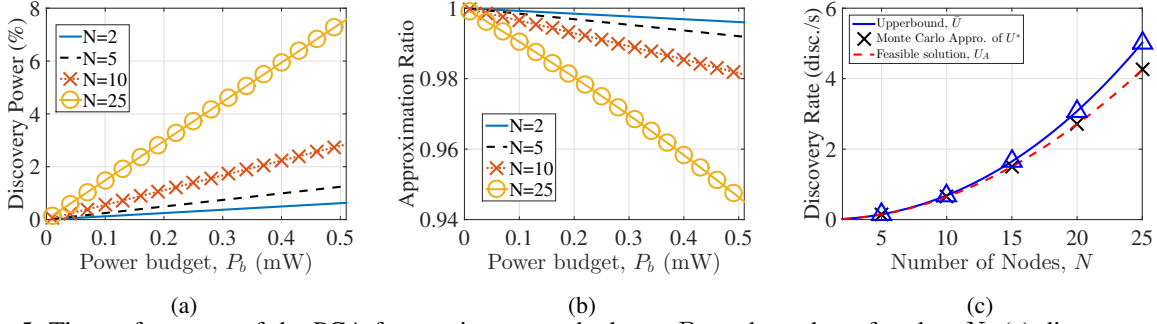 8
6
4
2
0
Discovery Power (%)
N=2
N=5
N=10
N=25
0 0.1 0.2 0.3 0.4 0.5
Power budget, P_b (mW)
(a)
1
0.98
0.96
0.94
Approximation Ratio
N=2
N=5
N=10
N=25
0 0.1 0.2 0.3 0.4 0.5
Power budget, P_b (mW)
(b)
6
4
2
0
Discovery Rate (disc./s)
Upperbound, Ū
Monte Carlo Appro. of U*
Feasible solution, U_A
5 10 15 20 25
Number of Nodes, N
(c)